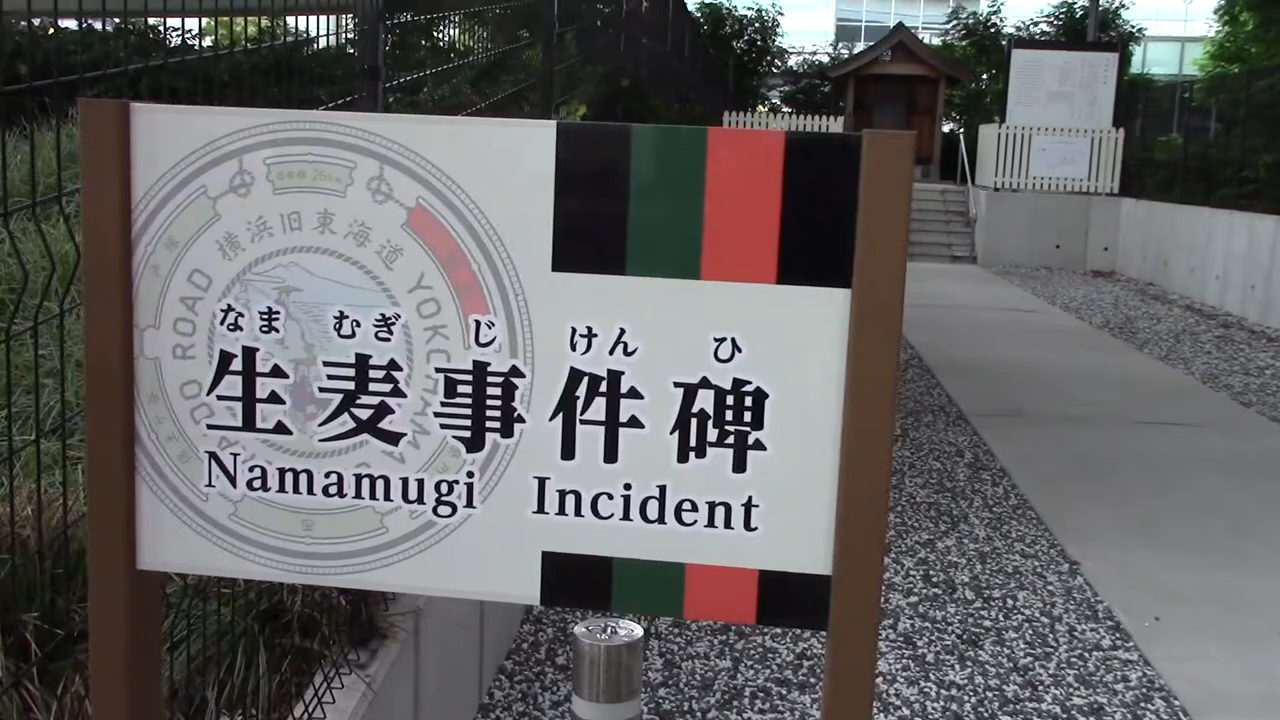 横浜旧東海道
YOKOHAMA
ROAD
なま むぎ じ けん ひ
生麦事件碑
Namamugi Incident